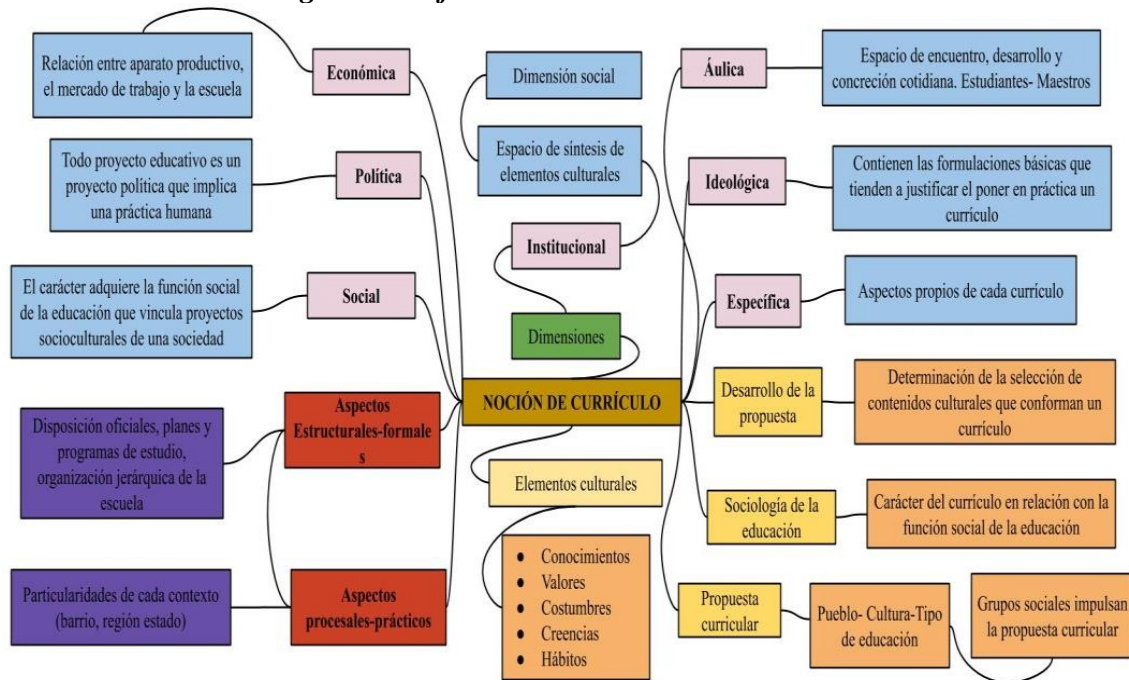 Relación entre aparato productivo,
el mercado de trabajo y la escuela
Económica
Todo proyecto educativo es un
proyecto política que implica
una práctica humana
Política
El carácter adquiere la función social
de la educación que vincula proyectos
socioculturales de una sociedad
Social
Disposición oficiales, planes y
programas de estudio,
organización jerárquica de la
escuela
Aspectos
Estructurales-formale
s
Particularidades de cada contexto
(barrio, región estado)
Aspectos
procesales-prácticos
Dimensión social
Espacio de síntesis de
elementos culturales
Institucional
Dimensiones
NOCIÓN DE CURRÍCULO
Elementos culturales
● Conocimientos
● Valores
● Costumbres
● Creencias
● Hábitos
Áulica
Espacio de encuentro, desarrollo y
concreción cotidiana. Estudiantes- Maestros
Ideológica
Contienen las formulaciones básicas que
tienden a justificar el poner en práctica un
currículo
Específica
Aspectos propios de cada currículo
Desarrollo de la
propuesta
Determinación de la selección de
contenidos culturales que conforman un
currículo
Sociología de la
educación
Carácter del currículo en relación con la
función social de la educación
Propuesta
curricular
Pueblo- Cultura-Tipo
de educación
Grupos sociales impulsan
la propuesta curricular